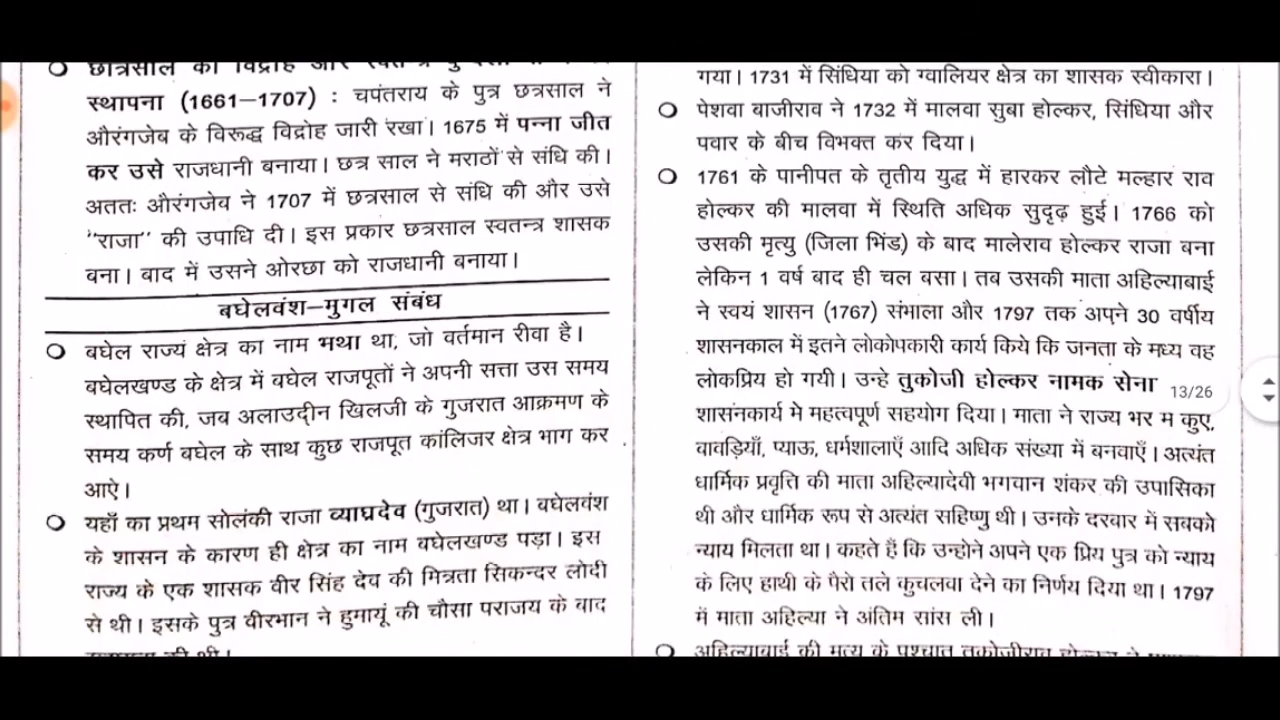 छात्रसाल का विद्रोह और
स्थापना (1661–1707) : चपंतराय के पुत्र छत्रसाल ने
औरंगजेब के विरूद्ध विद्रोह जारी रखा। 1675 में पन्ना जीत
कर उसे राजधानी बनाया। छत्र साल ने मराठों से संधि की।
अततः औरंगजेव ने 1707 में छत्रसाल से संधि की और उसे
"राजा" की उपाधि दी। इस प्रकार छत्रसाल स्वतन्त्र शासक
बना। बाद में उसने ओरछा को राजधानी बनाया।
बघेलवंश–मुगल संबंध
बघेल राज्य क्षेत्र का नाम मथा था, जो वर्तमान रीवा है।
बघेलखण्ड के क्षेत्र में बघेल राजपूतों ने अपनी सत्ता उस समय
स्थापित की, जब अलाउद्दीन खिलजी के गुजरात आक्रमण के
समय कर्ण बघेल के साथ कुछ राजपूत कांलिजर क्षेत्र भाग कर
आऐ।
यहाँ का प्रथम सोलंकी राजा व्याघ्रदेव (गुजरात) था। बघेलवंश
के शासन के कारण ही क्षेत्र का नाम बघेलखण्ड पड़ा। इस
राज्य के एक शासक वीर सिंह देव की मित्रता सिकन्दर लोदी
से थी। इसके पुत्र वीरभान ने हुमायूं की चौसा पराजय के बाद
की थी।
गया। 1731 में सिंधिया को ग्वालियर क्षेत्र का शासक स्वीकारा।
पेशवा बाजीराव ने 1732 में मालवा सुबा होल्कर, सिंधिया और
पवार के बीच विभक्त कर दिया।
1761 के पानीपत के तृतीय युद्ध में हारकर लौटे मल्हार राव
होल्कर की मालवा में स्थिति अधिक सुदृढ़ हुई। 1766 को
उसकी मृत्यु (जिला भिंड) के बाद मालेराव होल्कर राजा बना
लेकिन 1 वर्ष बाद ही चल बसा। तब उसकी माता अहिल्याबाई
ने स्वयं शासन (1767) संभाला और 1797 तक अपने 30 वर्षीय
शासनकाल में इतने लोकोपकारी कार्य किये कि जनता के मध्य वह
लोकप्रिय हो गयी। उन्हे तुकोजी होल्कर नामक सेना
13/26
शासनकार्य मे महत्वपूर्ण सहयोग दिया। माता ने राज्य भर म कुए,
वावड़ियाँ, प्याऊ, धर्मशालाएँ आदि अधिक संख्या में बनवाएँ। अत्यंत
धार्मिक प्रवृत्ति की माता अहिल्यादेवी भगवान शंकर की उपासिका
थी और धार्मिक रूप से अत्यंत सहिष्णु थी। उनके दरबार में सबको
न्याय मिलता था। कहते हैं कि उन्होने अपने एक प्रिय पुत्र को न्याय
के लिए हाथी के पैरो तले कुचलवा देने का निर्णय दिया था। 1797
में माता अहिल्या ने अंतिम सांस ली।
अहिल्याबाई की मृत्यु के पश्चात तुकोजीराव होल्कर ने